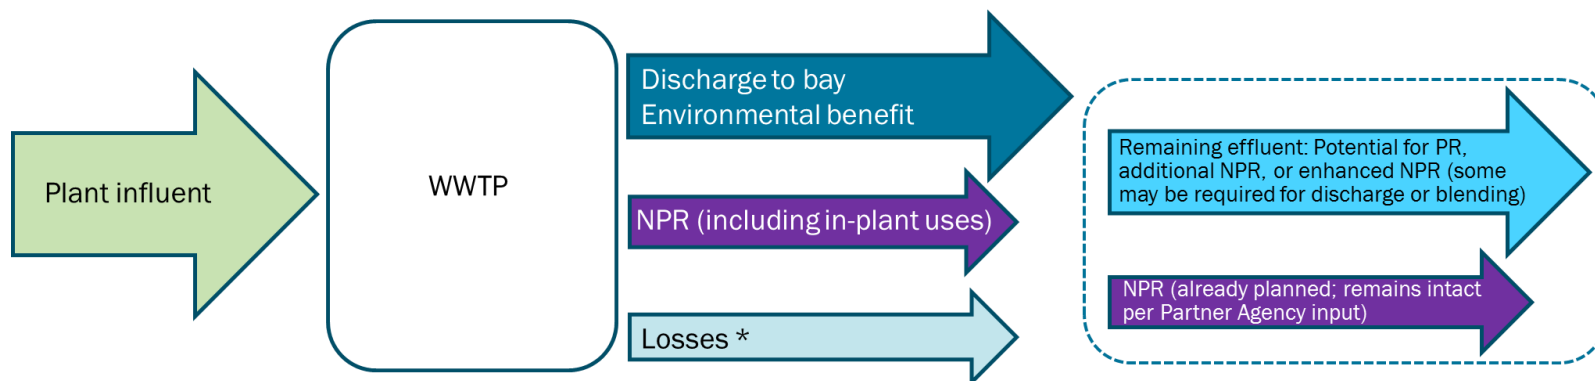 Plant influent
WWTP
Discharge to bay
Environmental benefit
NPR (including in-plant uses)
Losses *
Remaining effluent: Potential for PR,
additional NPR, or enhanced NPR (some
may be required for discharge or blending)
NPR (already planned; remains intact
per Partner Agency input)